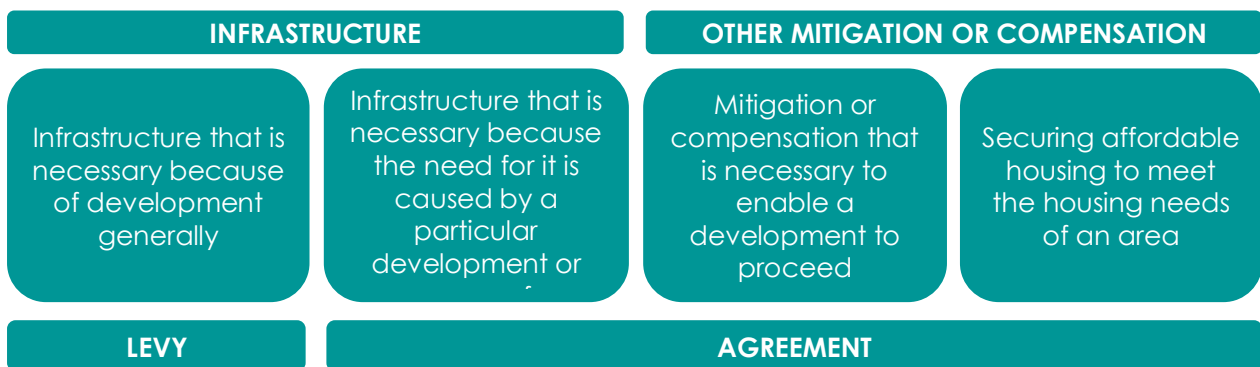 INFRASTRUCTURE
OTHER MITIGATION OR COMPENSATION
Infrastructure that is
necessary because
of development
generally
Infrastructure that is
necessary because
the need for it is
caused by a
particular
development or
Mitigation or
compensation that
is necessary to
enable a
development to
proceed
Securing affordable
housing to meet
the housing needs
of an area
LEVY
AGREEMENT